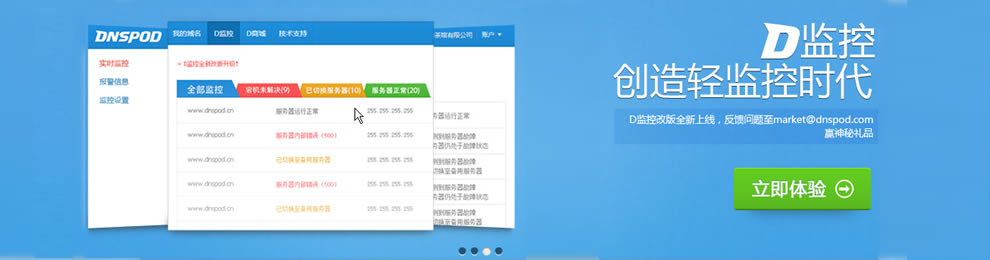 DNSPOD
我的域名 D监控 D商城 技术支持
茶烟有限公司 账户
实时监控
报警信息
监控设置
D监控全新改版升级！
全部监控 宕机未解决(9) 已切换服务器(10) 服务器正常(20)
www.dnspod.cn 服务器运行正常 255. 255. 255. 255
www.dnspod.cn 服务器内部错误（500） 255. 255. 255. 255
www.dnspod.cn 已切换至备用服务器 255. 255. 255. 255
www.dnspod.cn 服务器内部错误（500） 255. 255. 255. 255
www.dnspod.cn 已切换至备用服务器 255. 255. 255. 255
务器运行正常
测到服务器故障
务器仍处于故障状态
测到服务器故障
切换至备用服务器
测到服务器故障
务器仍处于故障状态
测到服务器故障
切换至备用服务器
D监控
创造轻监控时代
D监控改版全新上线，反馈问题至market@dnspod.com
赢神秘礼品
立即体验